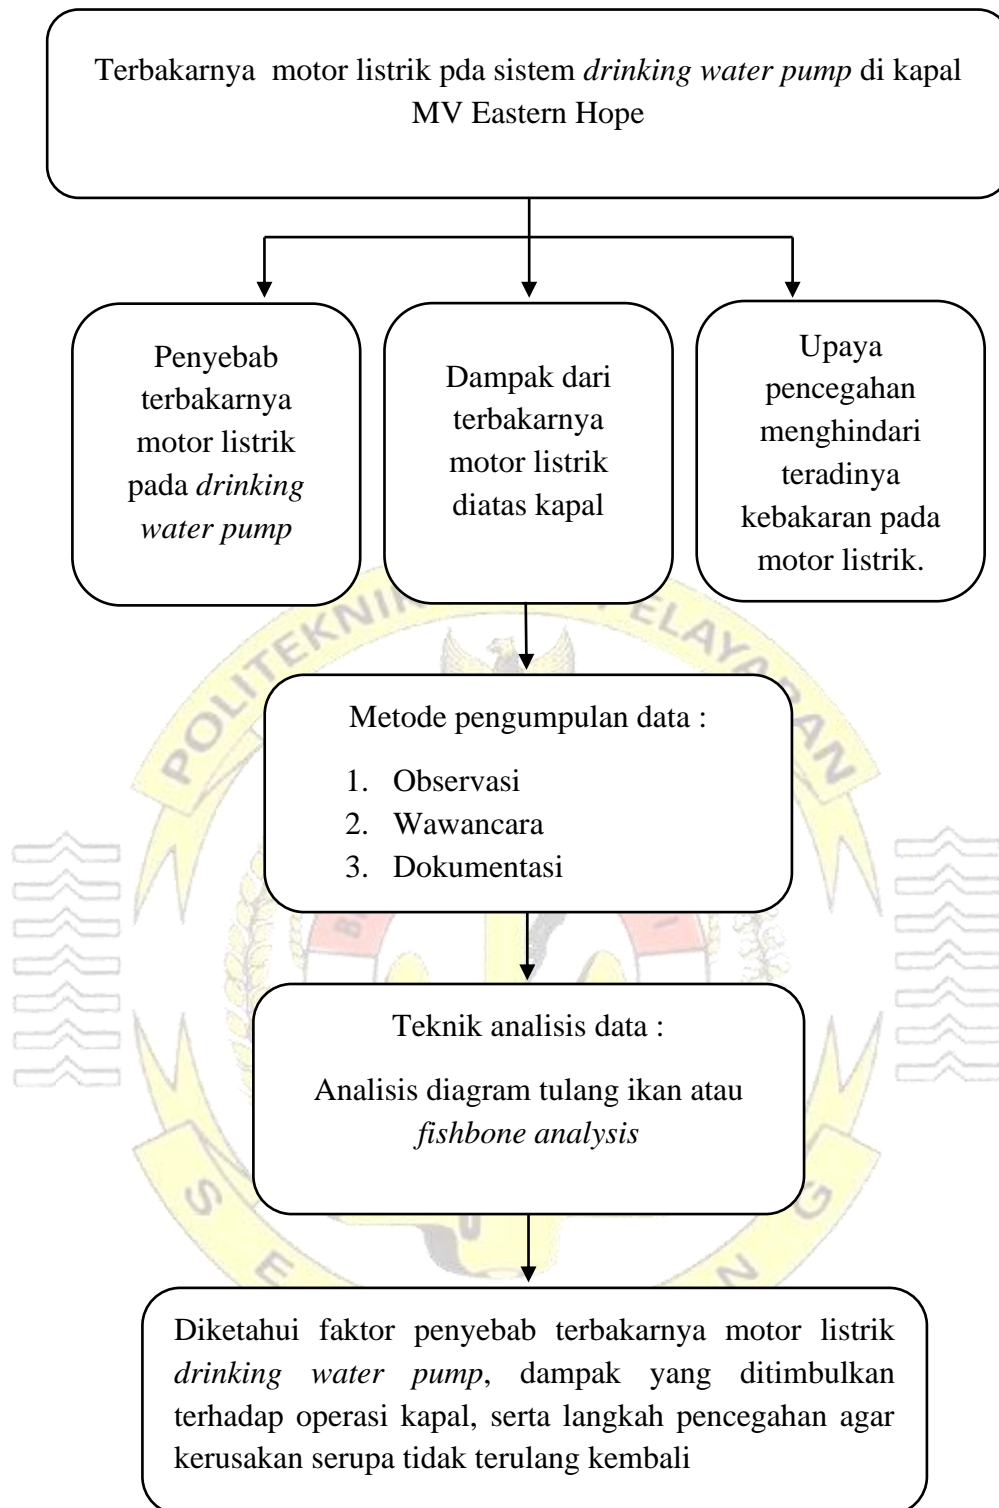 Terbakarnya motor listrik pda sistem drinking water pump di kapal
MV Eastern Hope
Penyebab
terbakarnya
motor listrik
pada drinking
water pump
Dampak dari
terbakarnya
motor listrik
diatas kapal
Upaya
pencegahan
menghindari
teradinya
kebakaran pada
motor listrik.
Metode pengumpulan data :
1. Observasi
2. Wawancara
3. Dokumentasi
Teknik analisis data :
Analisis diagram tulang ikan atau
fishbone analysis
Diketahui faktor penyebab terbakarnya motor listrik
drinking water pump, dampak yang ditimbulkan
terhadap operasi kapal, serta langkah pencegahan agar
kerusakan serupa tidak terulang kembali
POLITEKNI
ELAYARAN